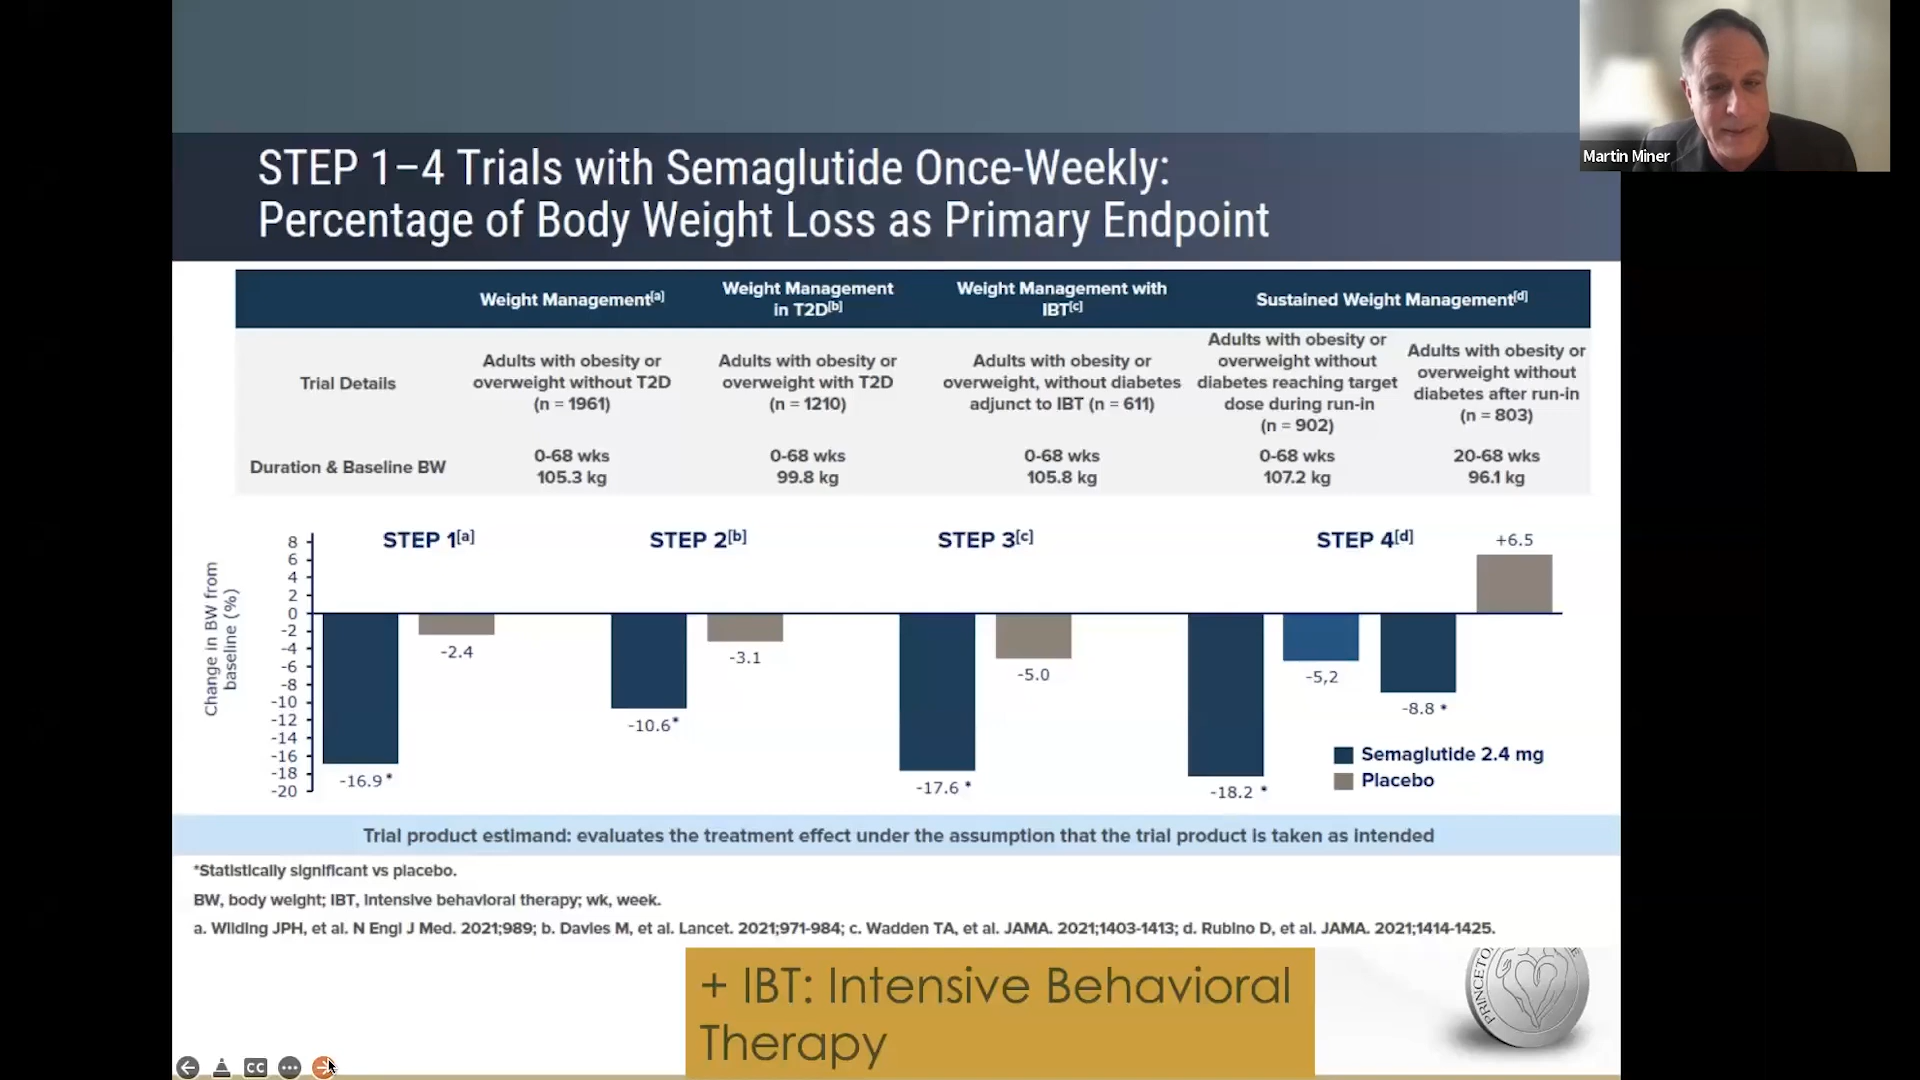 Martin Miner
STEP 1–4 Trials with Semaglutide Once-Weekly:
Percentage of Body Weight Loss as Primary Endpoint
Weight Management[a]
Weight Management
in T2D[b]
Weight Management with
IBT[c]
Sustained Weight Management[d]
Trial Details
Adults with obesity or
overweight without T2D
(n = 1961)
Adults with obesity or
overweight with T2D
(n = 1210)
Adults with obesity or
overweight, without diabetes
adjunct to IBT (n = 611)
Adults with obesity or
overweight without
diabetes reaching target
dose during run-in
(n = 902)
Adults with obesity or
overweight without
diabetes after run-in
(n = 803)
Duration & Baseline BW
0-68 wks
105.3 kg
0-68 wks
99.8 kg
0-68 wks
105.8 kg
0-68 wks
107.2 kg
20-68 wks
96.1 kg
Change in BW from
baseline (%)
8
6
4
2
0
-2
-4
-6
-8
-10
-12
-14
-16
-18
-20
STEP 1[a]
-16.9 *
-2.4
STEP 2[b]
-10.6*
-3.1
STEP 3[c]
-17.6 *
-5.0
STEP 4[d]
-18.2 *
-5,2
-8.8 *
+6.5
Semaglutide 2.4 mg
Placebo
Trial product estimand: evaluates the treatment effect under the assumption that the trial product is taken as intended
*Statistically significant vs placebo.
BW, body weight; IBT, intensive behavioral therapy; wk, week.
a. Wilding JPH, et al. N Engl J Med. 2021;989; b. Davies M, et al. Lancet. 2021;971-984; c. Wadden TA, et al. JAMA. 2021;1403-1413; d. Rubino D, et al. JAMA. 2021;1414-1425.
+ IBT: Intensive Behavioral
Therapy
CC